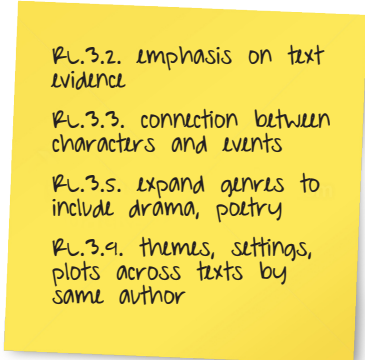 RL.3.2. emphasis on text
evidence
RL.3.3. connection between
characters and events
RL.3.5. expand genres to
include drama, poetry
RL.3.9. themes, settings,
plots across texts by
same author